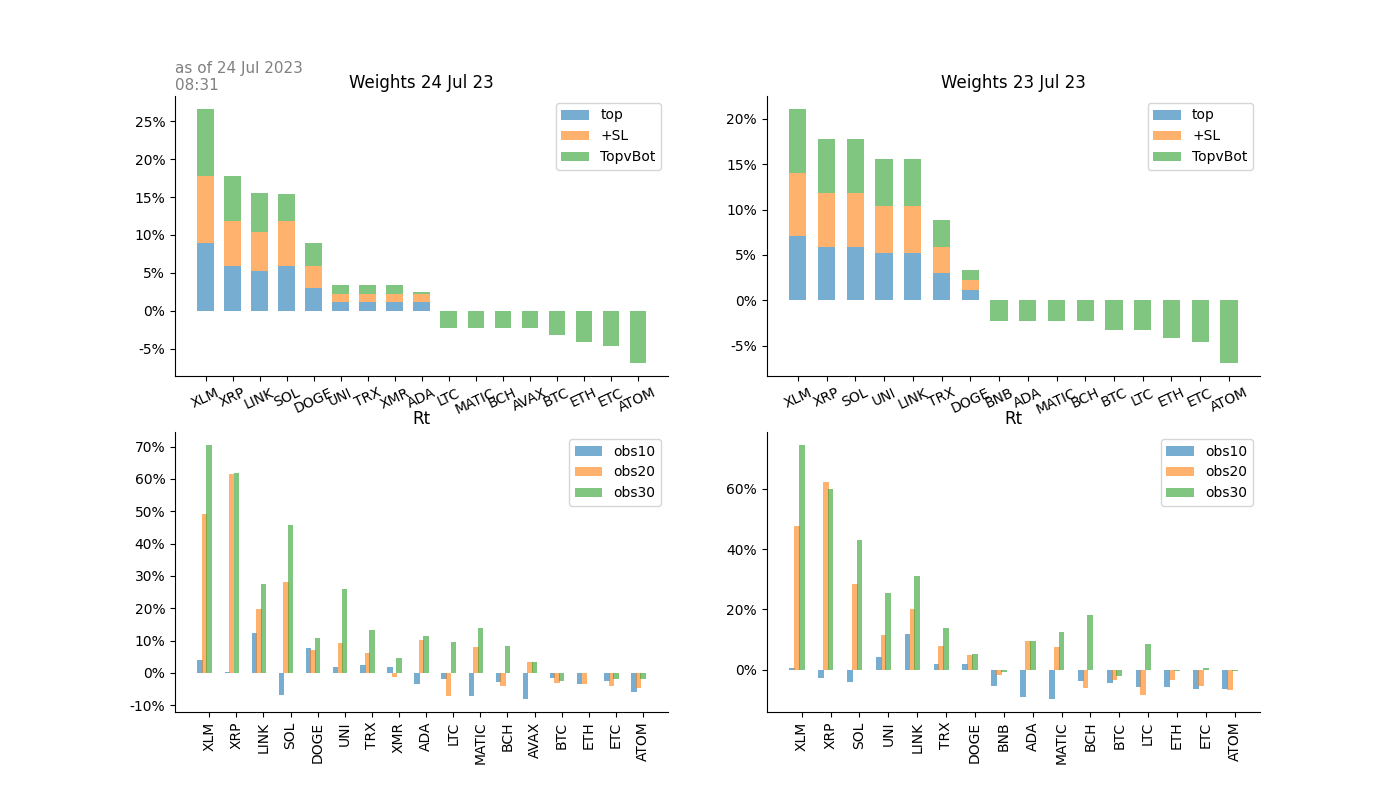 as of 24 Jul 2023
08:31
Weights 24 Jul 23
25%
20%
15%
10%
5%
0%
-5%
top
+SL
TopvBot
XLM XRP LINK SOL DOGE UNI TRX XMR ADA LTC MATIC BCH AVAX BTC ETH ETC ATOM
Weights 23 Jul 23
20%
15%
10%
5%
0%
-5%
top
+SL
TopvBot
XLM XRP SOL UNI LINK TRX DOGE BNB ADA MATIC BCH BTC LTC ETH ETC ATOM
Rt
70%
60%
50%
40%
30%
20%
10%
0%
-10%
obs10
obs20
obs30
XLM XRP LINK SOL DOGE UNI TRX XMR ADA LTC MATIC BCH AVAX BTC ETH ETC ATOM
Rt
60%
40%
20%
0%
obs10
obs20
obs30
XLM XRP SOL UNI LINK TRX DOGE BNB ADA MATIC BCH BTC LTC ETH ETC ATOM